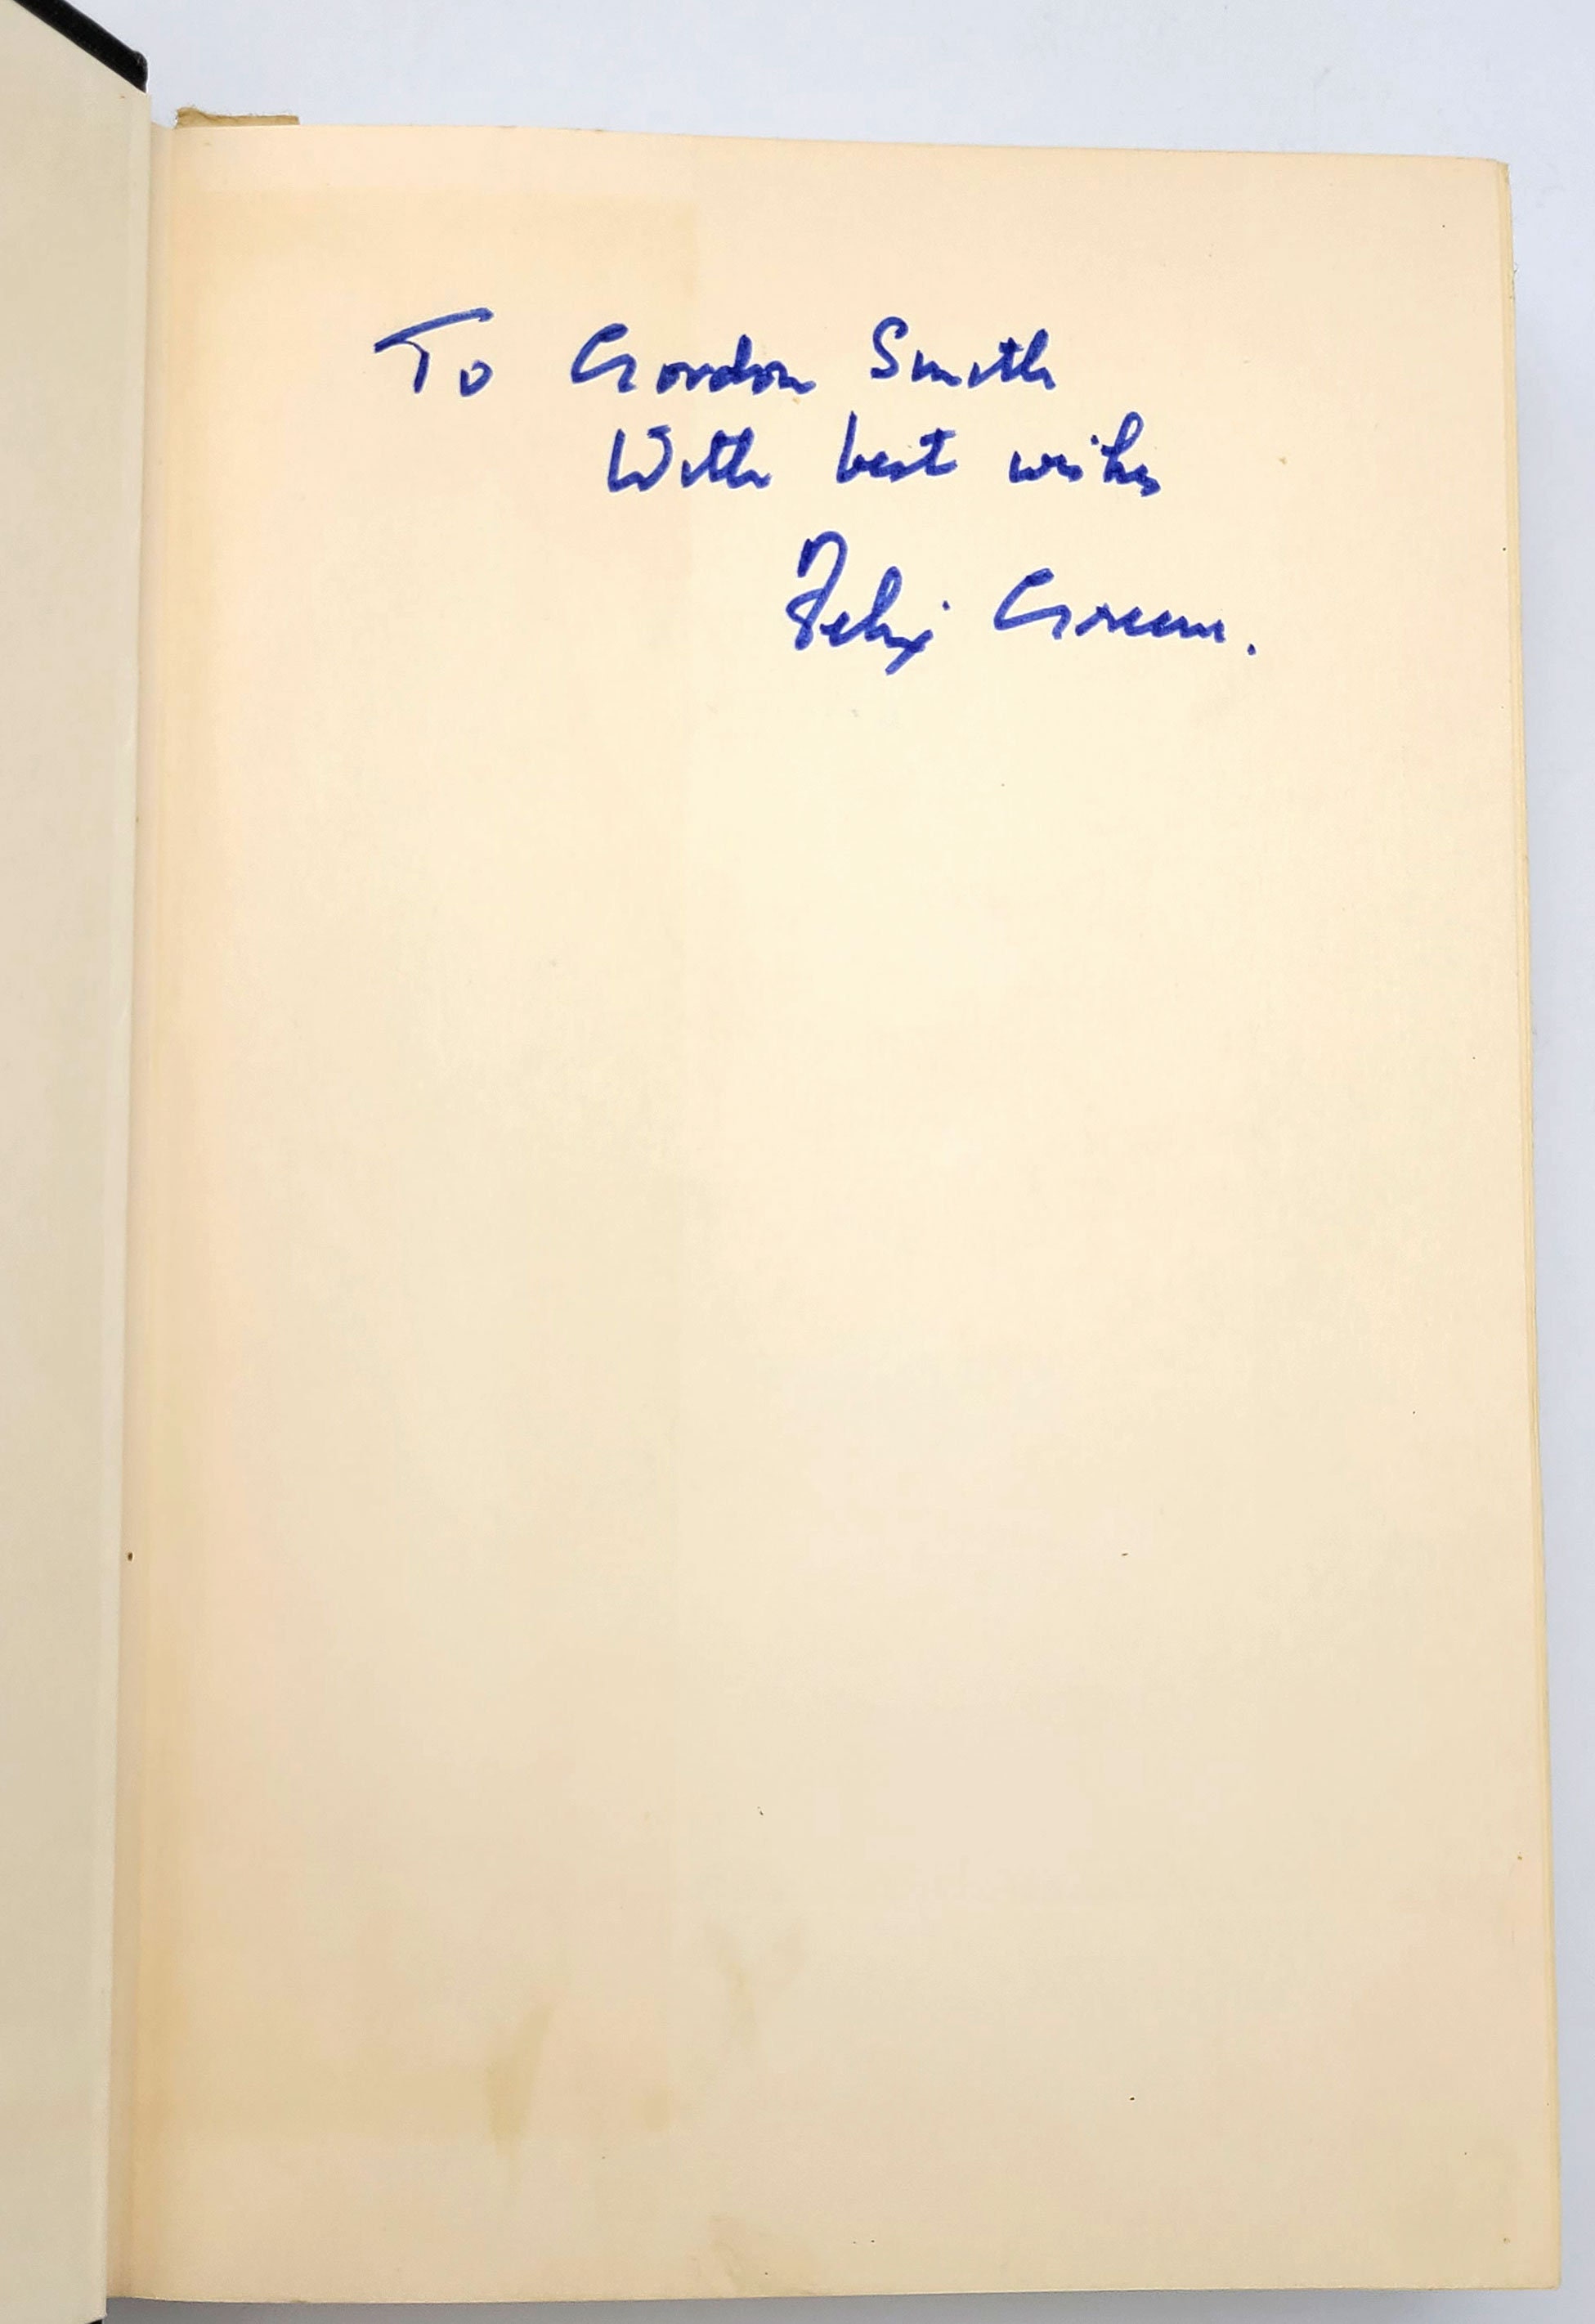 To Gordon Smith
With best wishes
Felix Greene.